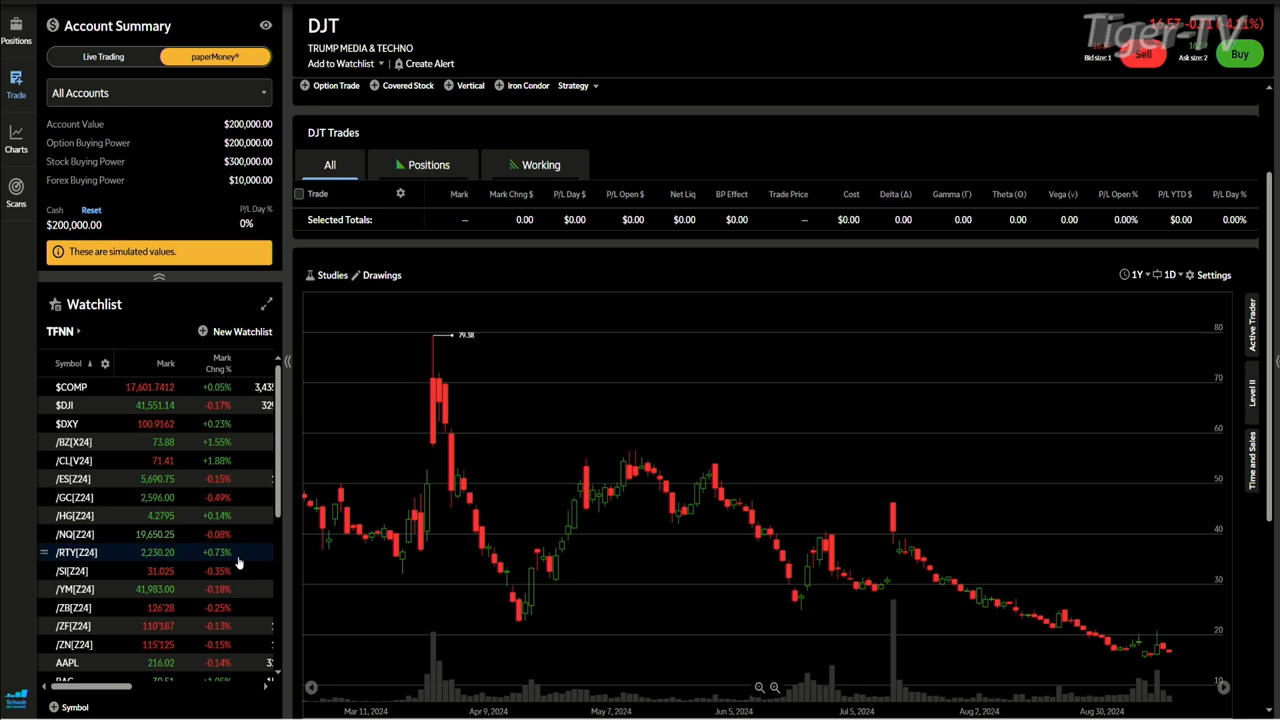 Positions
Trade
Charts
Scans
Account Summary
Live Trading
paperMoney®
All Accounts
Account Value $200,000.00
Option Buying Power $200,000.00
Stock Buying Power $300,000.00
Forex Buying Power $10,000.00
Cash Reset P/L Day %
$200,000.00 0%
These are simulated values.
Watchlist
TFNN
New Watchlist
Symbol Mark Mark Chng %
$COMP 17,601.7412 +0.05%
$DJI 41,551.14 -0.17%
$DXY 100.9162 +0.23%
/BZ[X24] 73.88 +1.55%
/CL[V24] 71.41 +1.88%
/ES[Z24] 5,690.75 -0.15%
/GC[Z24] 2,596.00 -0.49%
/HG[Z24] 4.2795 +0.14%
/NQ[Z24] 19,650.25 -0.08%
/RTY[Z24] 2,230.20 +0.73%
/SI[Z24] 31.025 -0.35%
/YM[Z24] 41,983.00 -0.18%
/ZB[Z24] 126'28 -0.25%
/ZF[Z24] 110'187 -0.13%
/ZN[Z24] 115'125 -0.15%
AAPL 216.02 -0.14%
Symbol
Schwab
DJT
TRUMP MEDIA & TECHNO
Add to Watchlist | Create Alert
Tiger-TV
Sell
Buy
Bid size: 1
Ask size: 2
Option Trade Covered Stock Vertical Iron Condor Strategy
DJT Trades
All Positions Working
Trade Mark Mark Chng $ P/L Day $ P/L Open $ Net Liq BP Effect Trade Price Cost Delta (Δ) Gamma (Γ) Theta (Θ) Vega (ν) P/L Open % P/L YTD $ P/L Day %
Selected Totals: -- 0.00 $0.00 $0.00 $0.00 $0.00 -- $0.00 0.00 0.00 0.00 0.00 0.00% $0.00 0.00%
Studies Drawings
1Y 1D Settings
79.38
80
70
60
50
40
30
20
10
Mar 11, 2024 Apr 9, 2024 May 7, 2024 Jun 5, 2024 Jul 5, 2024 Aug 2, 2024 Aug 30, 2024
Active Trader
Level II
Time and Sales